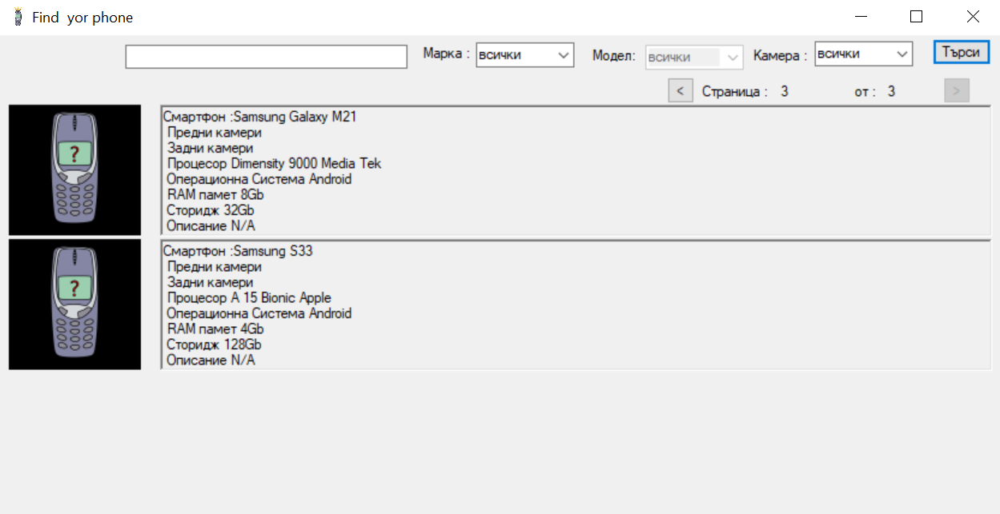 Find  yor phone
Марка : всички Модел: всички Камера : всички Търси
< Страница : 3 от : 3 >
Смартфон :Samsung Galaxy M21
Предни камери
Задни камери
Процесор Dimensity 9000 Media Tek
Операционна Система Android
RAM памет 8Gb
Сторидж 32Gb
Описание N/A
?
Смартфон :Samsung S33
Предни камери
Задни камери
Процесор A 15 Bionic Apple
Операционна Система Android
RAM памет 4Gb
Сторидж 128Gb
Описание N/A
?